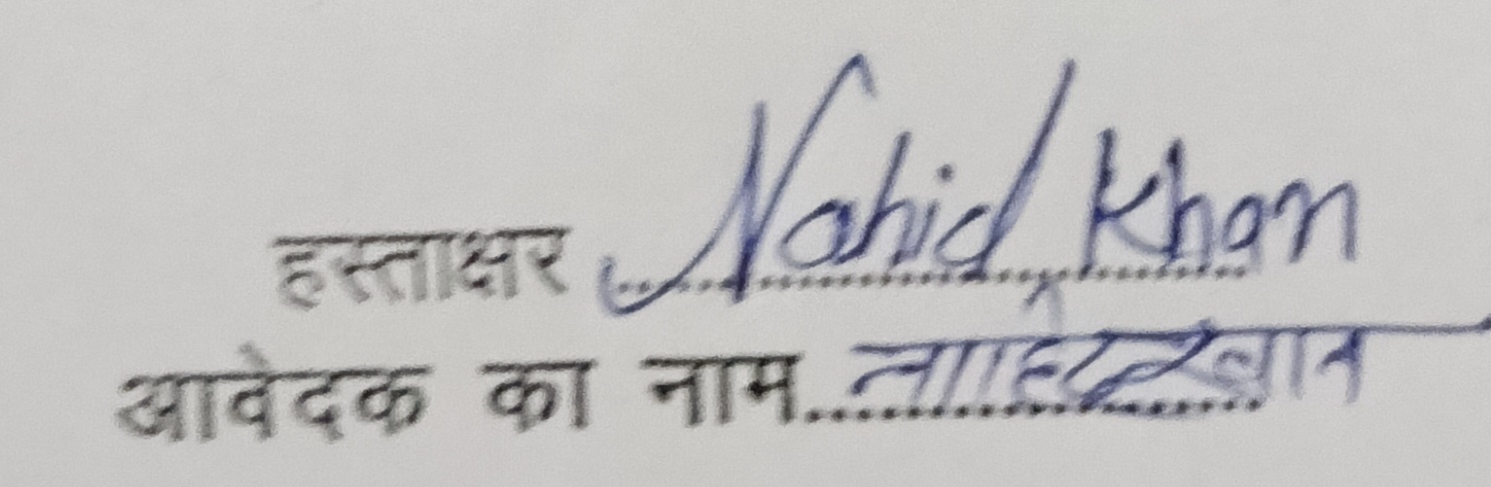 हस्ताक्षर Nahid Khan
आवेदक का नाम नाहिद खान